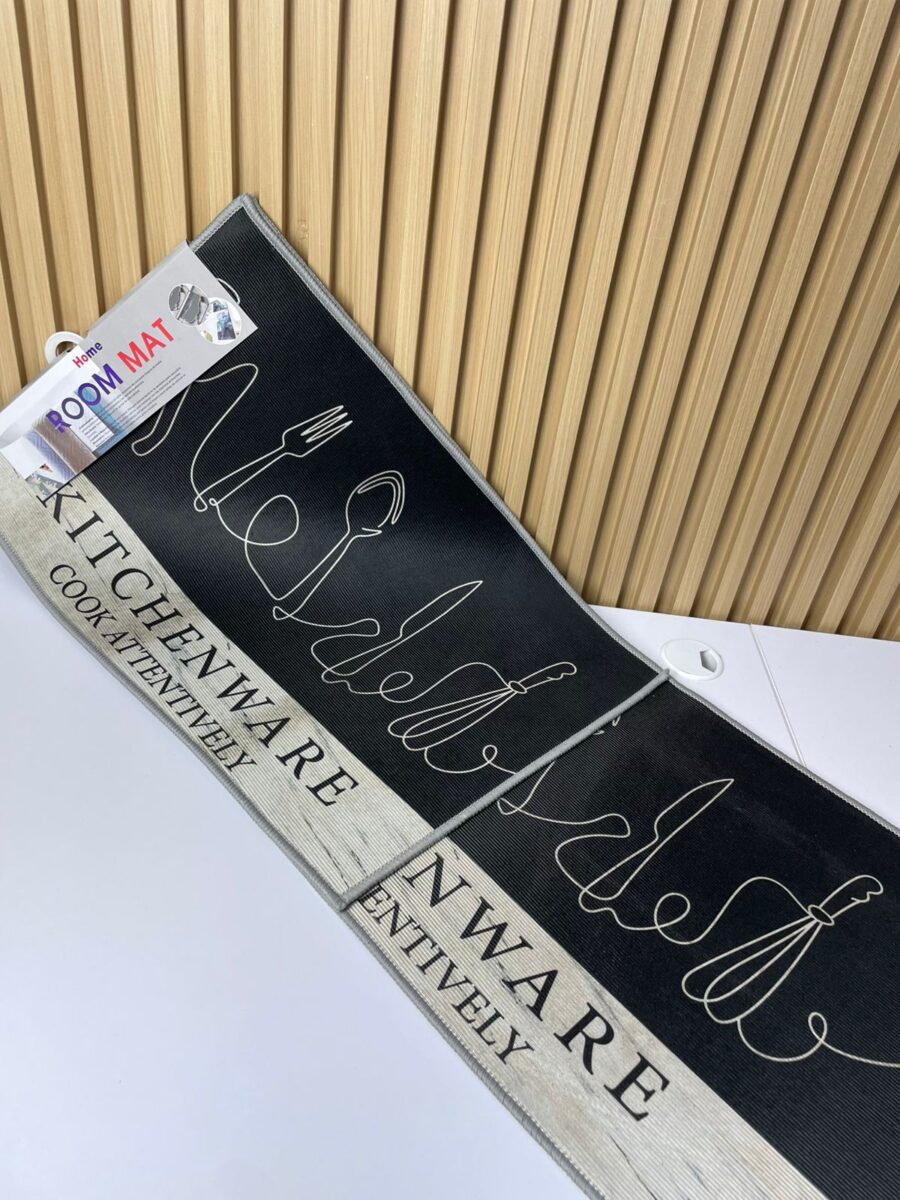 Home
ROOM MAT
KITCHENWARE
COOK ATTENTIVELY
NWARE
ENTIVELY